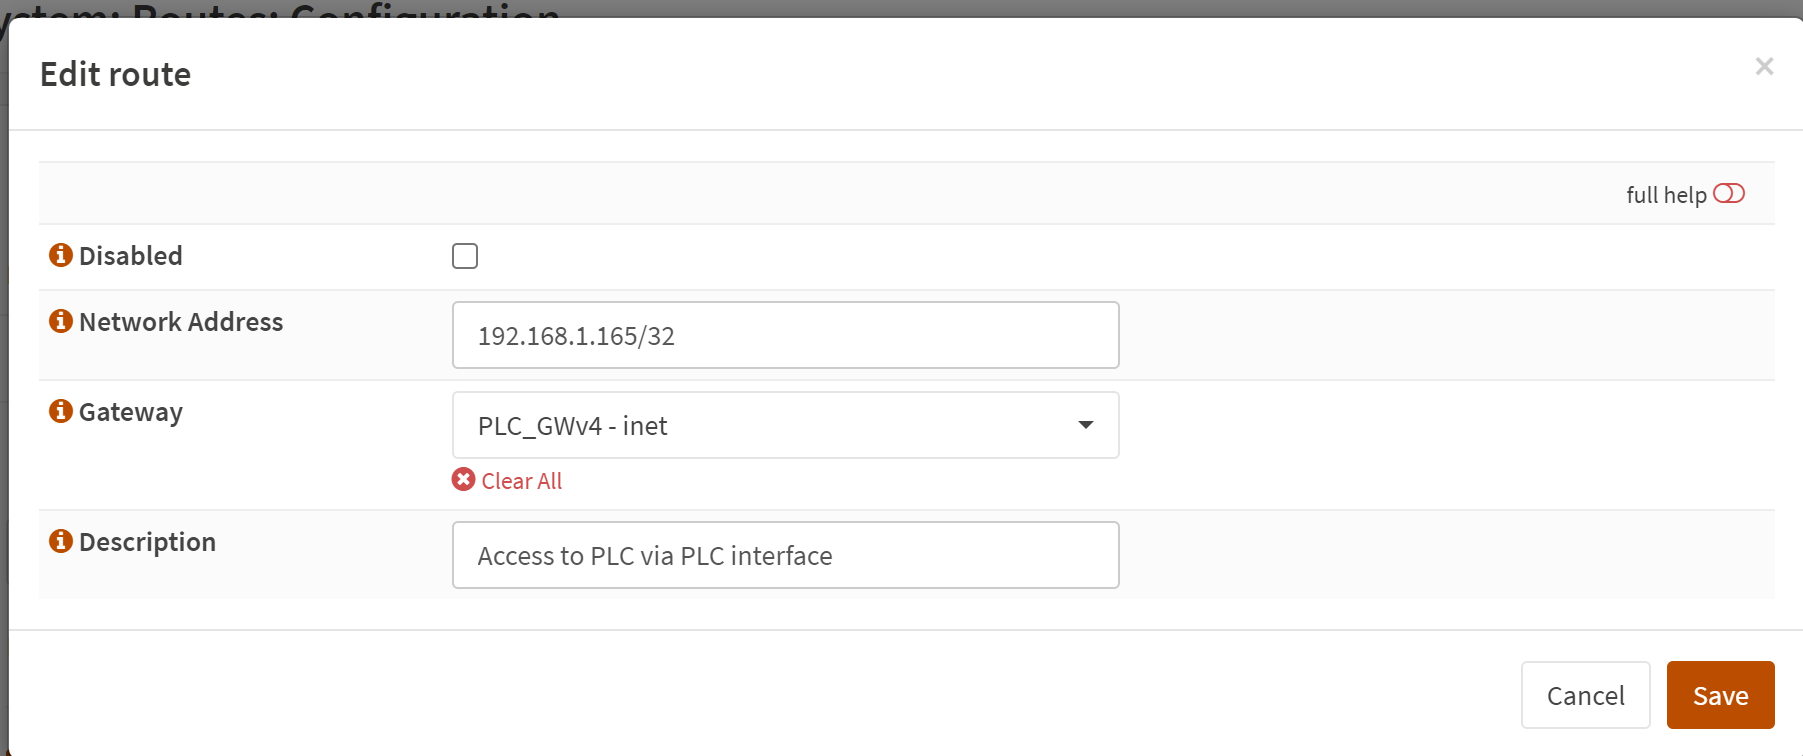 ystem: Routes: Configuration
Edit route
×
full help
Disabled
Network Address
192.168.1.165/32
Gateway
PLC_GWv4 - inet
Clear All
Description
Access to PLC via PLC interface
Cancel
Save